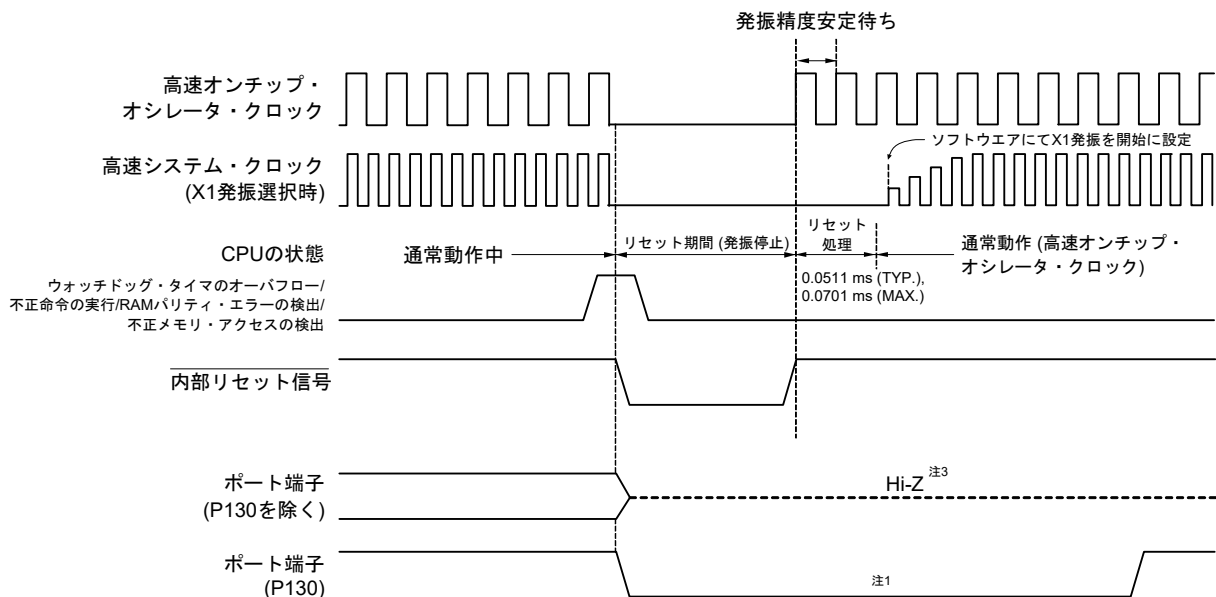 発振精度安定待ち
高速オンチップ・
オシレータ・クロック
ソフトウエアにてX1発振を開始に設定
高速システム・クロック
(X1発振選択時)
CPUの状態
通常動作中
リセット期間 (発振停止)
リセット
処理
通常動作 (高速オンチップ・
オシレータ・クロック)
0.0511 ms (TYP.),
0.0701 ms (MAX.)
ウォッチドッグ・タイマのオーバフロー/
不正命令の実行/RAMパリティ・エラーの検出/
不正メモリ・アクセスの検出
内部リセット信号
ポート端子
(P130を除く)
Hi-Z 注3
ポート端子
(P130)
注1